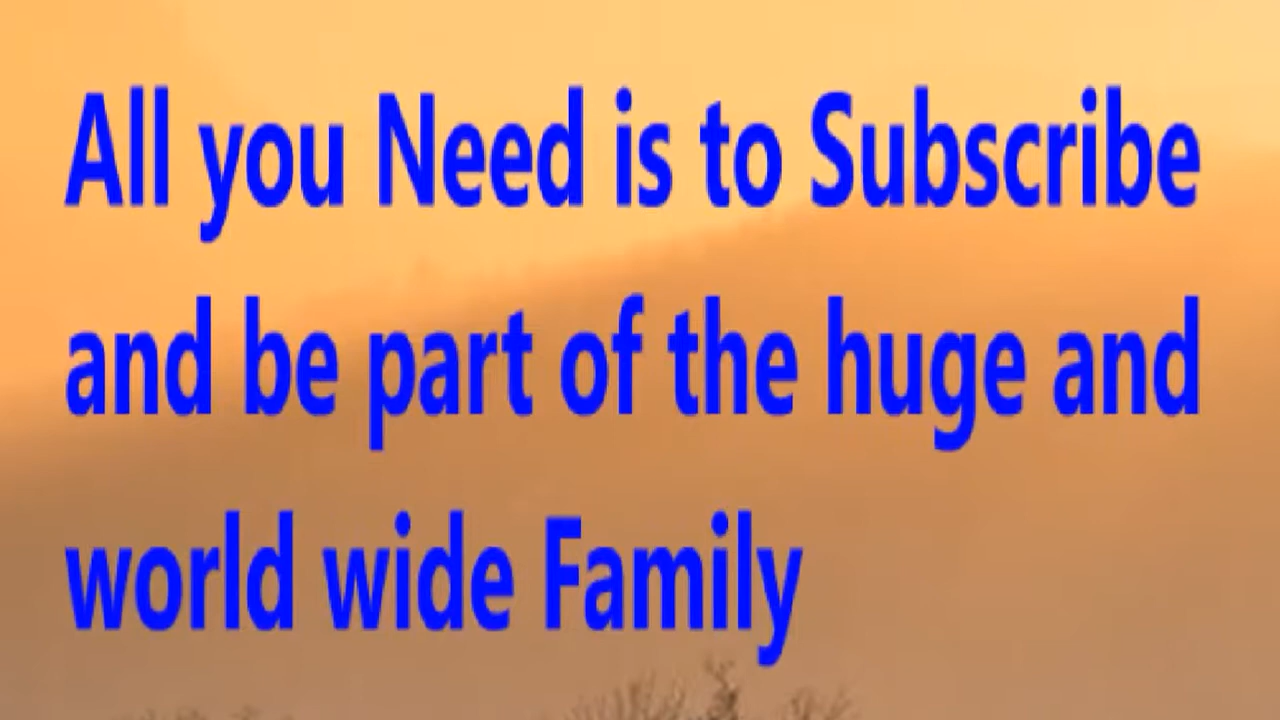 All you Need is to Subscribe
and be part of the huge and
world wide Family